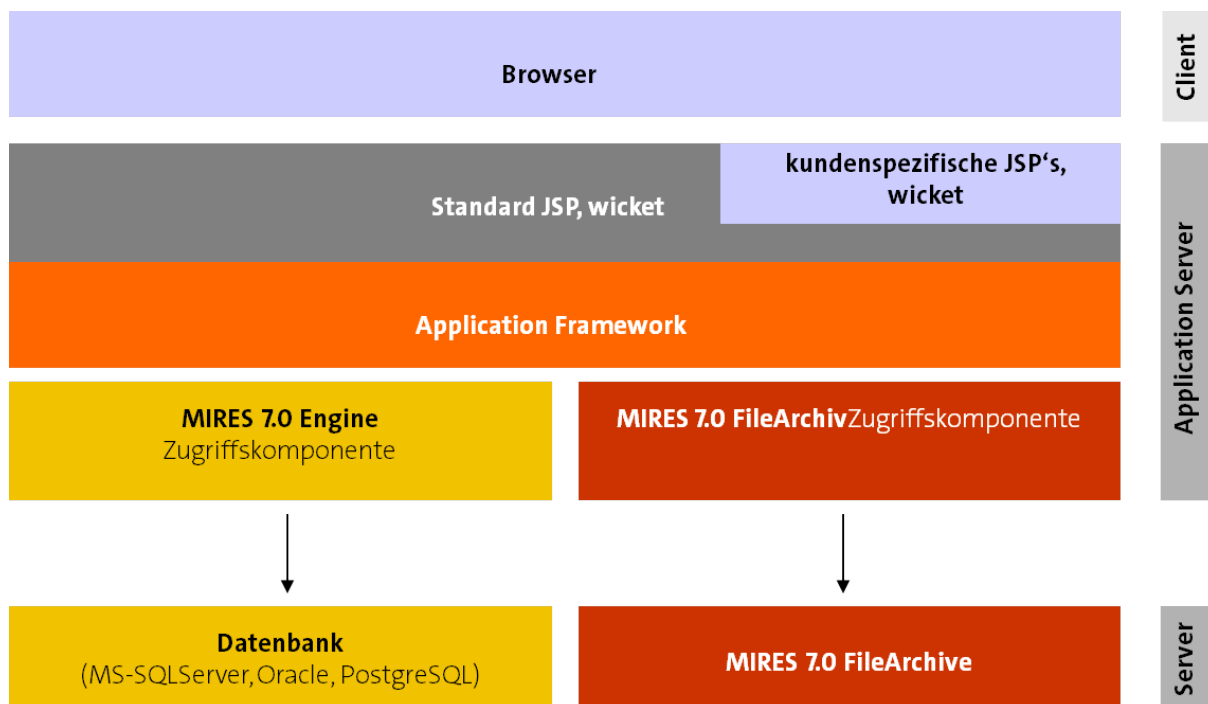 Browser
Client
kundenspezifische JSP‘s,
wicket
Standard JSP, wicket
Application Framework
MIRES 7.0 Engine
Zugriffskomponente
MIRES 7.0 FileArchivZugriffskomponente
Application Server
Datenbank
(MS-SQLServer, Oracle, PostgreSQL)
MIRES 7.0 FileArchive
Server